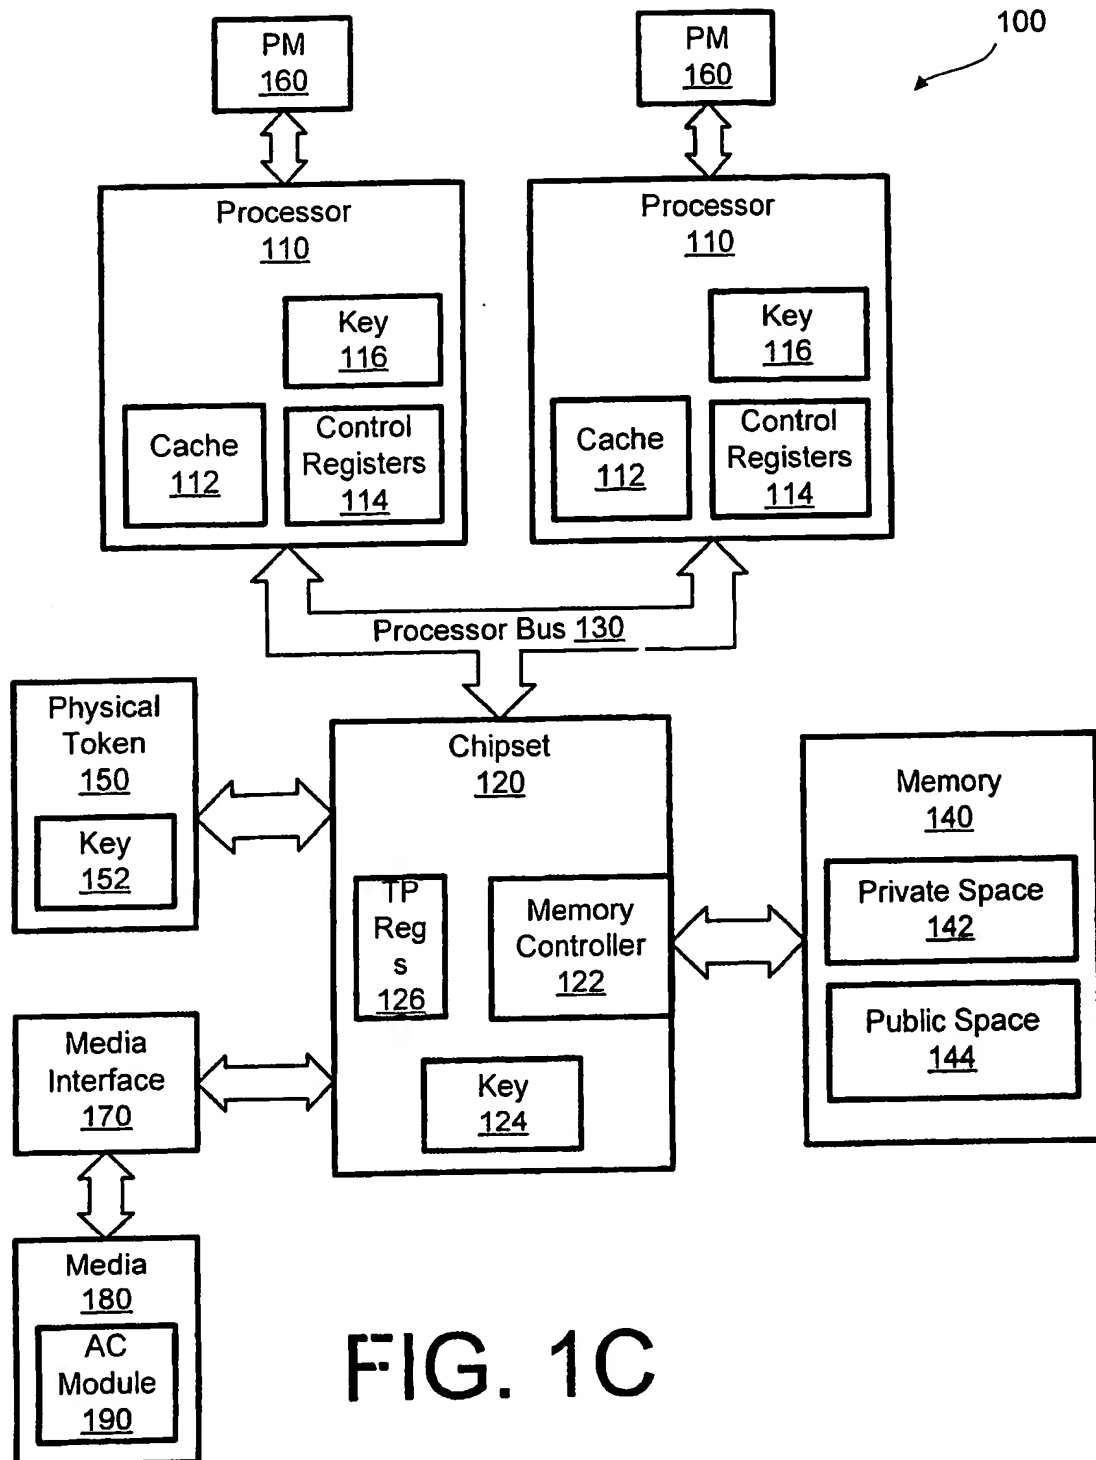 100
PM
160
PM
160
Processor
110
Key
116
Cache
112
Control
Registers
114
Processor
110
Key
116
Cache
112
Control
Registers
114
Processor Bus 130
Physical
Token
150
Key
152
Chipset
120
TP
Reg
s
126
Memory
Controller
122
Key
124
Memory
140
Private Space
142
Public Space
144
Media
Interface
170
Media
180
AC
Module
190
FIG. 1C